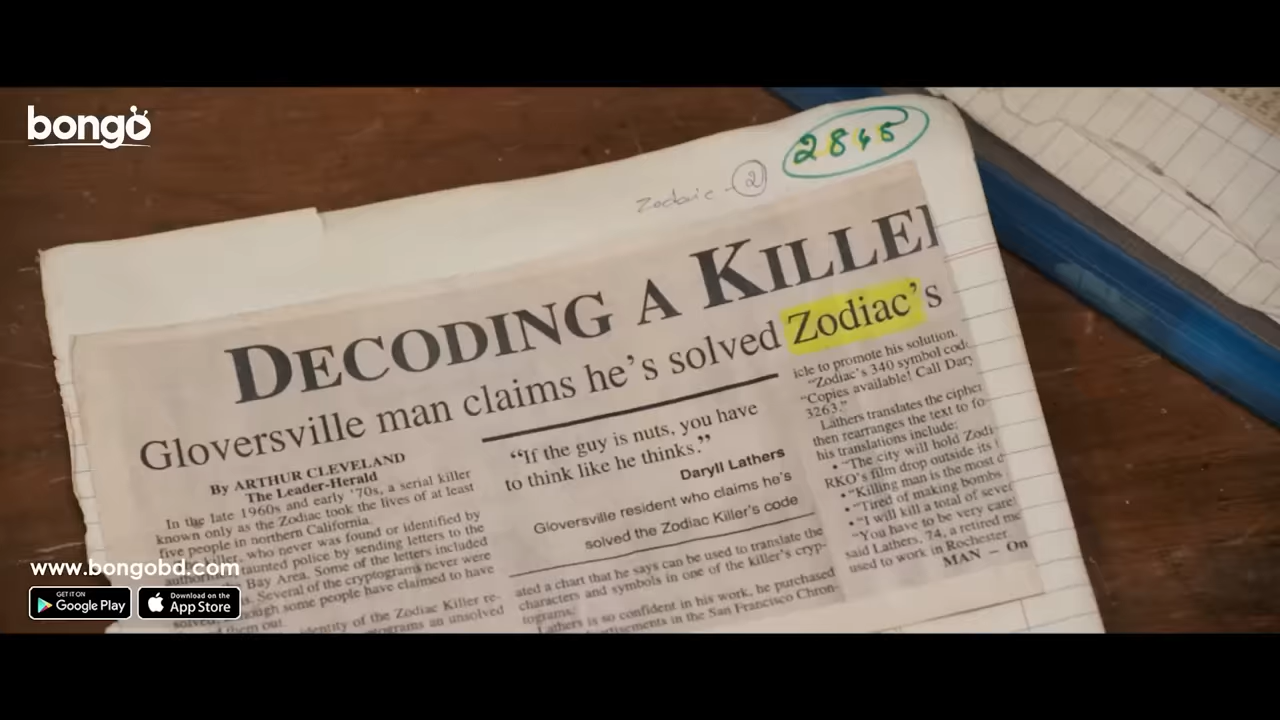 bongo
2845
Zodaic - 2
DECODING A KILLE
Gloversville man claims he's solved Zodiac's
By ARTHUR CLEVELAND
The Leader-Herald
In the late 1960s and early '70s, a serial killer
known only as the Zodiac took the lives of at least
five people in northern California.
killer, who never was found or identified by
taunted police by sending letters to the
Bay Area. Some of the letters included
Several of the cryptograms never were
some people have claimed to have
them out.
identity of the Zodiac Killer re-
an unsolved
"If the guy is nuts, you have
to think like he thinks."
Daryll Lathers
Gloversville resident who claims he's
solved the Zodiac Killer's code
ated a chart that he says can be used to translate the
characters and symbols in one of the killer's cryp-
tograms.
Lathers is so confident in his work, he purchased
in the San Francisco Chron-
icle to promote his solution.
"Zodiac's 340 symbol code
"Copies available! Call Dary
3263."
Lathers translates the cipher
then rearranges the text to fo
his translations include:
• "The city will hold Zodi
RKO's film drop outside its
• "Killing man is the most d
• "Tired of making bombs
• "I will kill a total of sever
"You have to be very care
said Lathers, 74, a retired me
used to work in Rochester
MAN – On
www.bongobd.com
GET IT ON
Google Play
Download on the
App Store